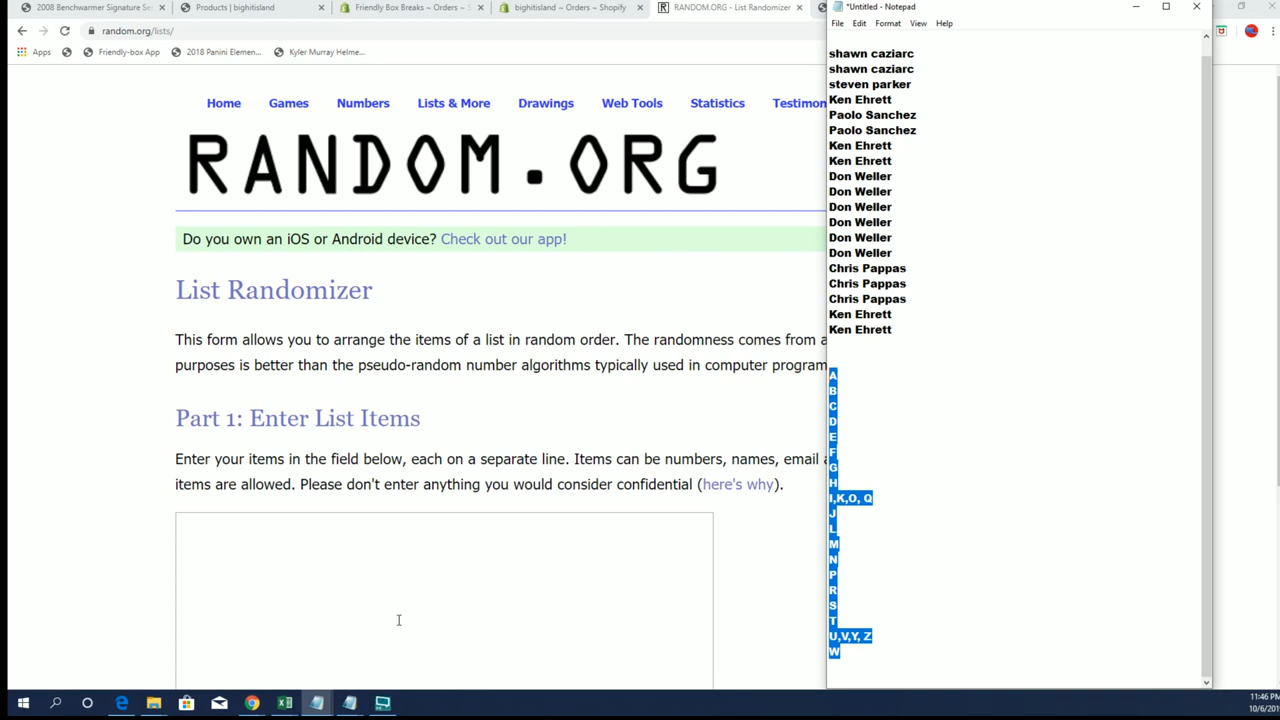 2008 Benchwarmer Signature Se
Products | bighitisland
Friendly Box Breaks ~ Orders ~ S
bighitisland ~ Orders ~ Shopify
RANDOM.ORG - List Randomizer
random.org/lists/
Apps
Friendly-box App
2018 Panini Elemen...
Kyler Murray Helme...
Home
Games
Numbers
Lists & More
Drawings
Web Tools
Statistics
Testimon
RANDOM.ORG
Do you own an iOS or Android device? Check out our app!
List Randomizer
This form allows you to arrange the items of a list in random order. The randomness comes from a
purposes is better than the pseudo-random number algorithms typically used in computer program
Part 1: Enter List Items
Enter your items in the field below, each on a separate line. Items can be numbers, names, email a
items are allowed. Please don't enter anything you would consider confidential (here's why).
*Untitled - Notepad
File
Edit
Format
View
Help
shawn caziarc
shawn caziarc
steven parker
Ken Ehrett
Paolo Sanchez
Paolo Sanchez
Ken Ehrett
Ken Ehrett
Don Weller
Don Weller
Don Weller
Don Weller
Don Weller
Don Weller
Chris Pappas
Chris Pappas
Chris Pappas
Ken Ehrett
Ken Ehrett
A
B
C
D
E
F
G
H
I,K,O, Q
J
L
M
N
P
R
S
T
U,V,Y, Z
W
11:46 PM
10/6/201